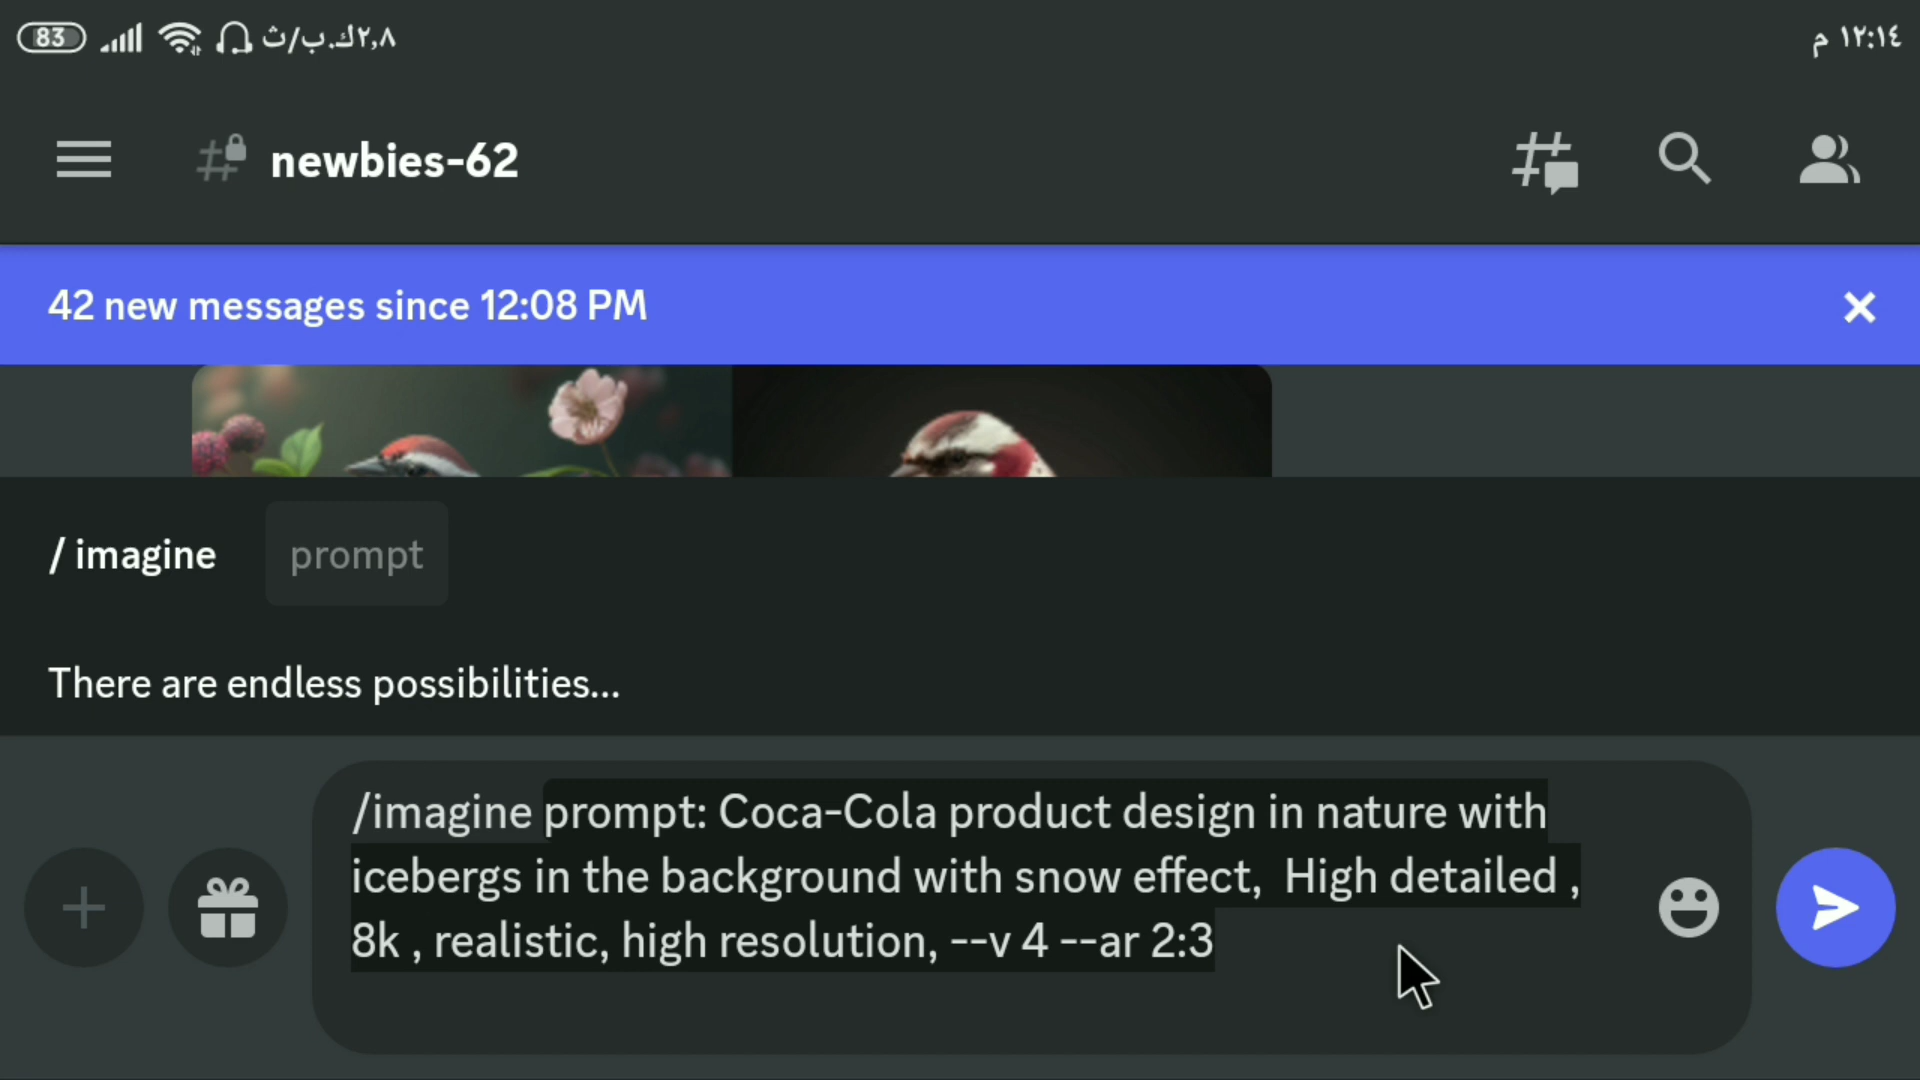 83 ٢,٨ك.ب/ث ١٢:١٤ م
newbies-62
42 new messages since 12:08 PM
/ imagine prompt
There are endless possibilities...
/imagine prompt: Coca-Cola product design in nature with
icebergs in the background with snow effect,  High detailed ,
8k , realistic, high resolution, --v 4 --ar 2:3